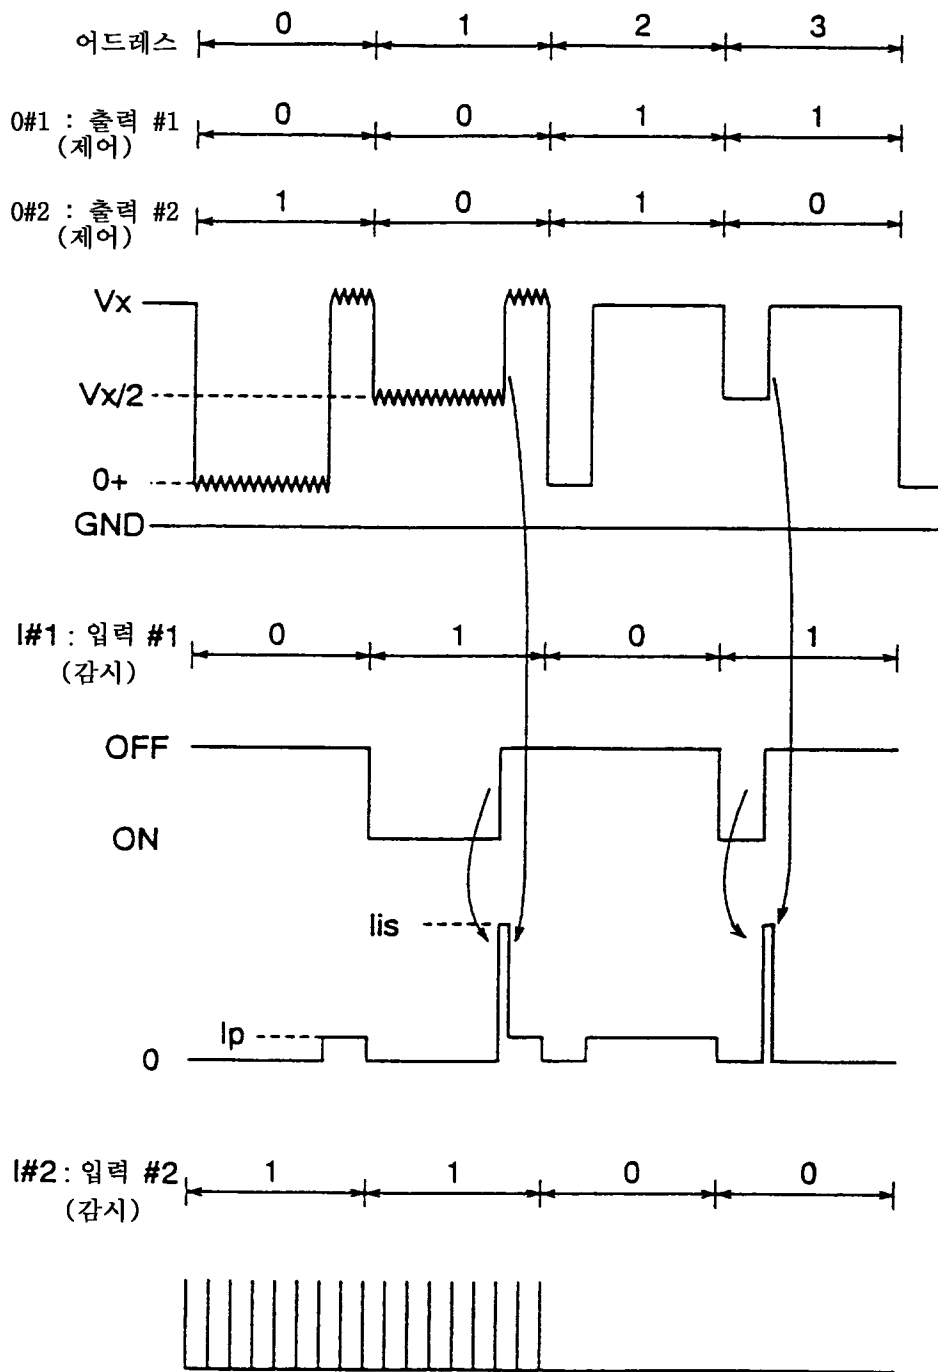 어드레스 0 1 2 3
0#1 : 출력 #1 0 0 1 1
(제어)
0#2 : 출력 #2 1 0 1 0
(제어)
Vx
Vx/2
0+
GND
I#1 : 입력 #1 0 1 0 1
(감시)
OFF
ON
Iis
Ip
0
I#2 : 입력 #2 1 1 0 0
(감시)